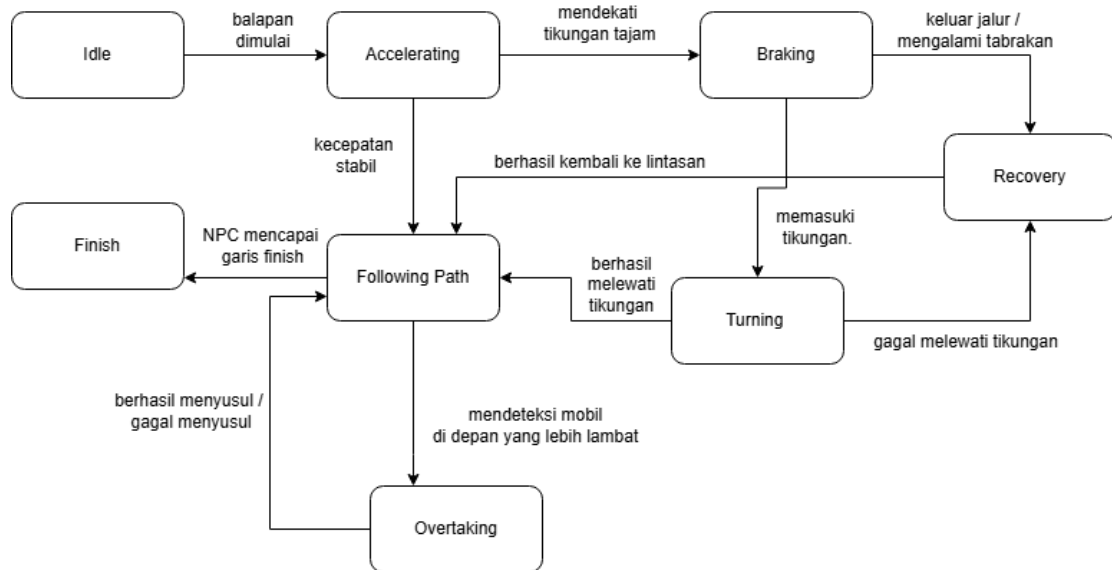 balapan
dimulai
mendekati
tikungan tajam
keluar jalur /
mengalami tabrakan
Idle
Accelerating
Braking
kecepatan
stabil
berhasil kembali ke lintasan
Recovery
Finish
NPC mencapai
garis finish
Following Path
berhasil
melewati
tikungan
memasuki
tikungan.
Turning
gagal melewati tikungan
berhasil menyusul /
gagal menyusul
mendeteksi mobil
di depan yang lebih lambat
Overtaking